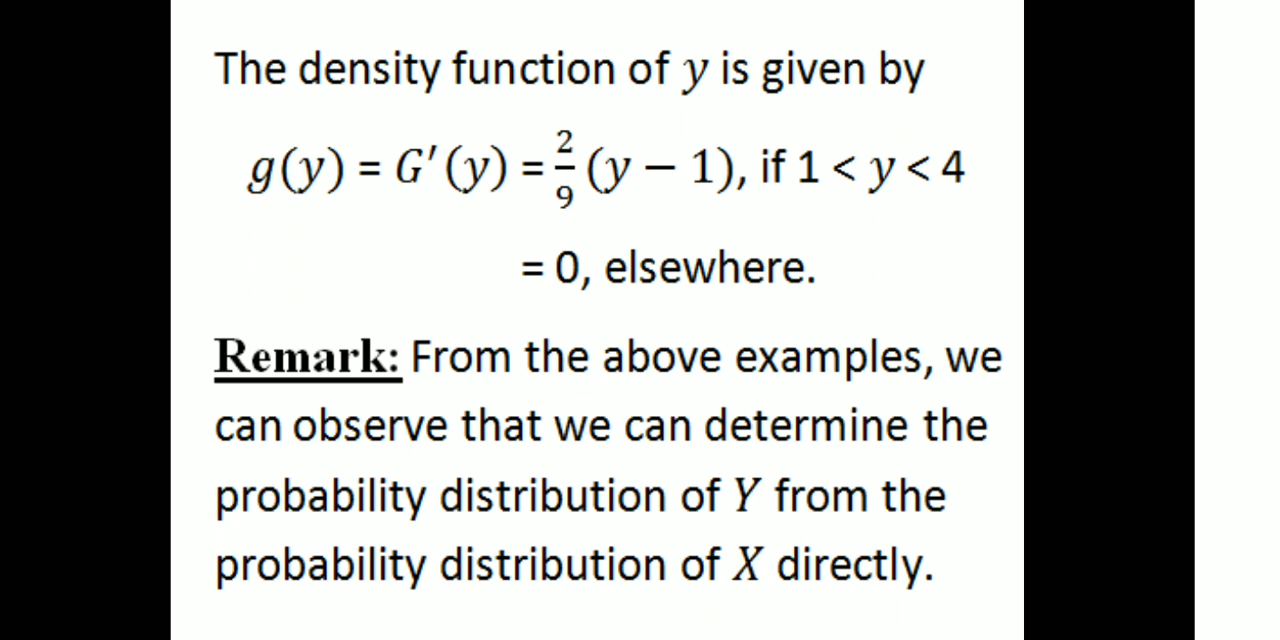 The density function of y is given by
g(y) = G′(y) = 2/9 (y − 1), if 1 < y < 4
= 0, elsewhere.
Remark: From the above examples, we
can observe that we can determine the
probability distribution of Y from the
probability distribution of X directly.